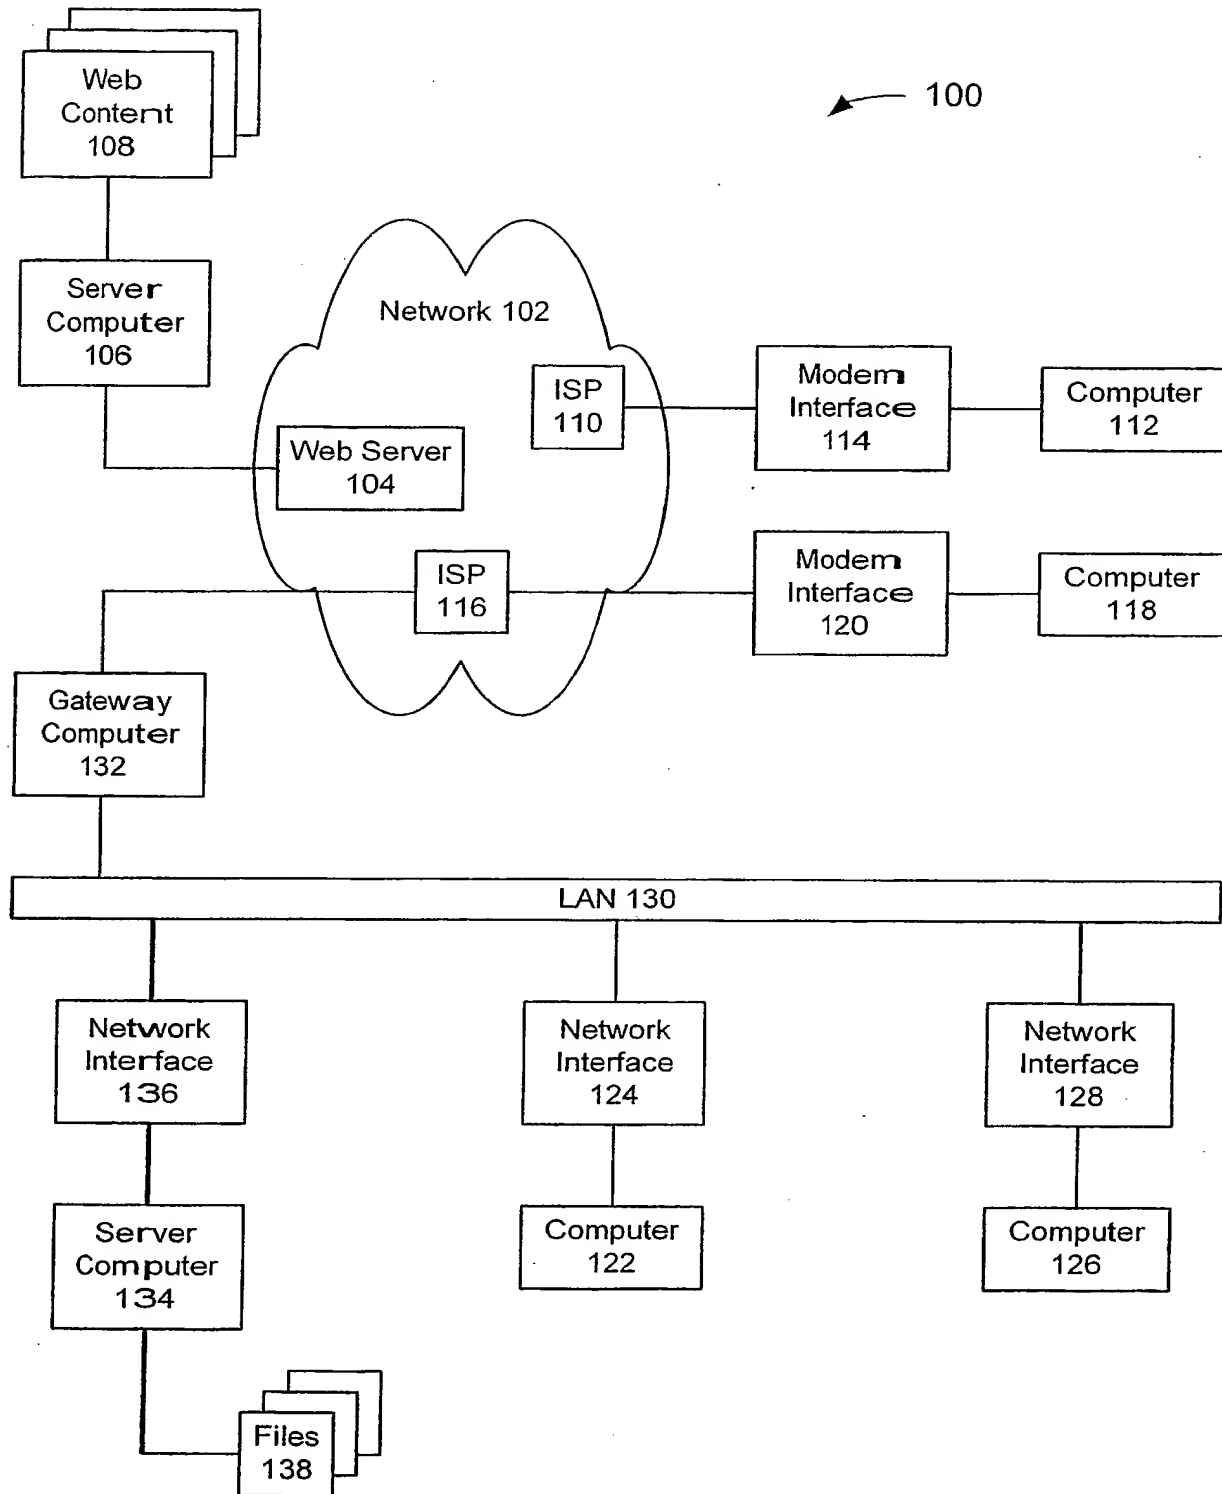 Web
Content
108
100
Server
Computer
106
Network 102
ISP
110
Modem
Interface
114
Computer
112
Web Server
104
ISP
116
Modem
Interface
120
Computer
118
Gateway
Computer
132
LAN 130
Network
Interface
136
Network
Interface
124
Network
Interface
128
Server
Computer
134
Computer
122
Computer
126
Files
138